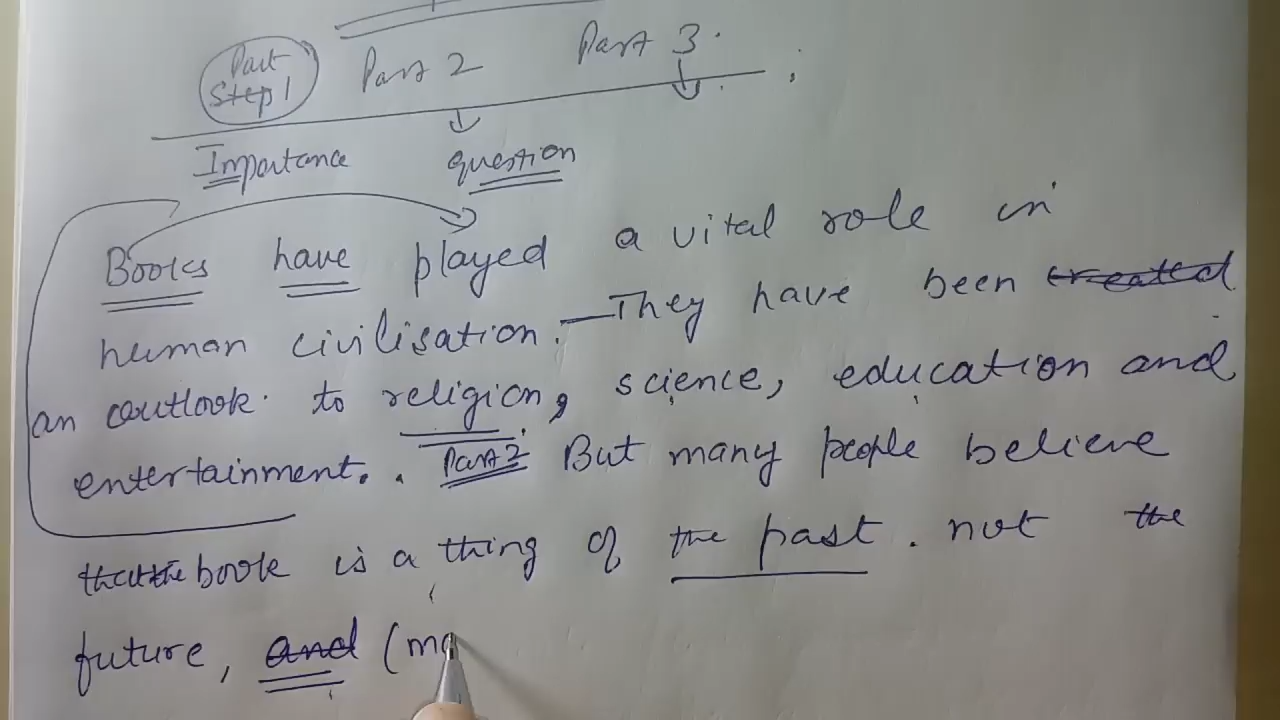 Part Step 1 Part 2 Part 3.
Importance question
Books have played a vital role in
human civilisation. They have been created
an outlook to religion, science, education and
entertainment. Part 2 But many people believe
that the book is a thing of the past. not the
future, and (mo